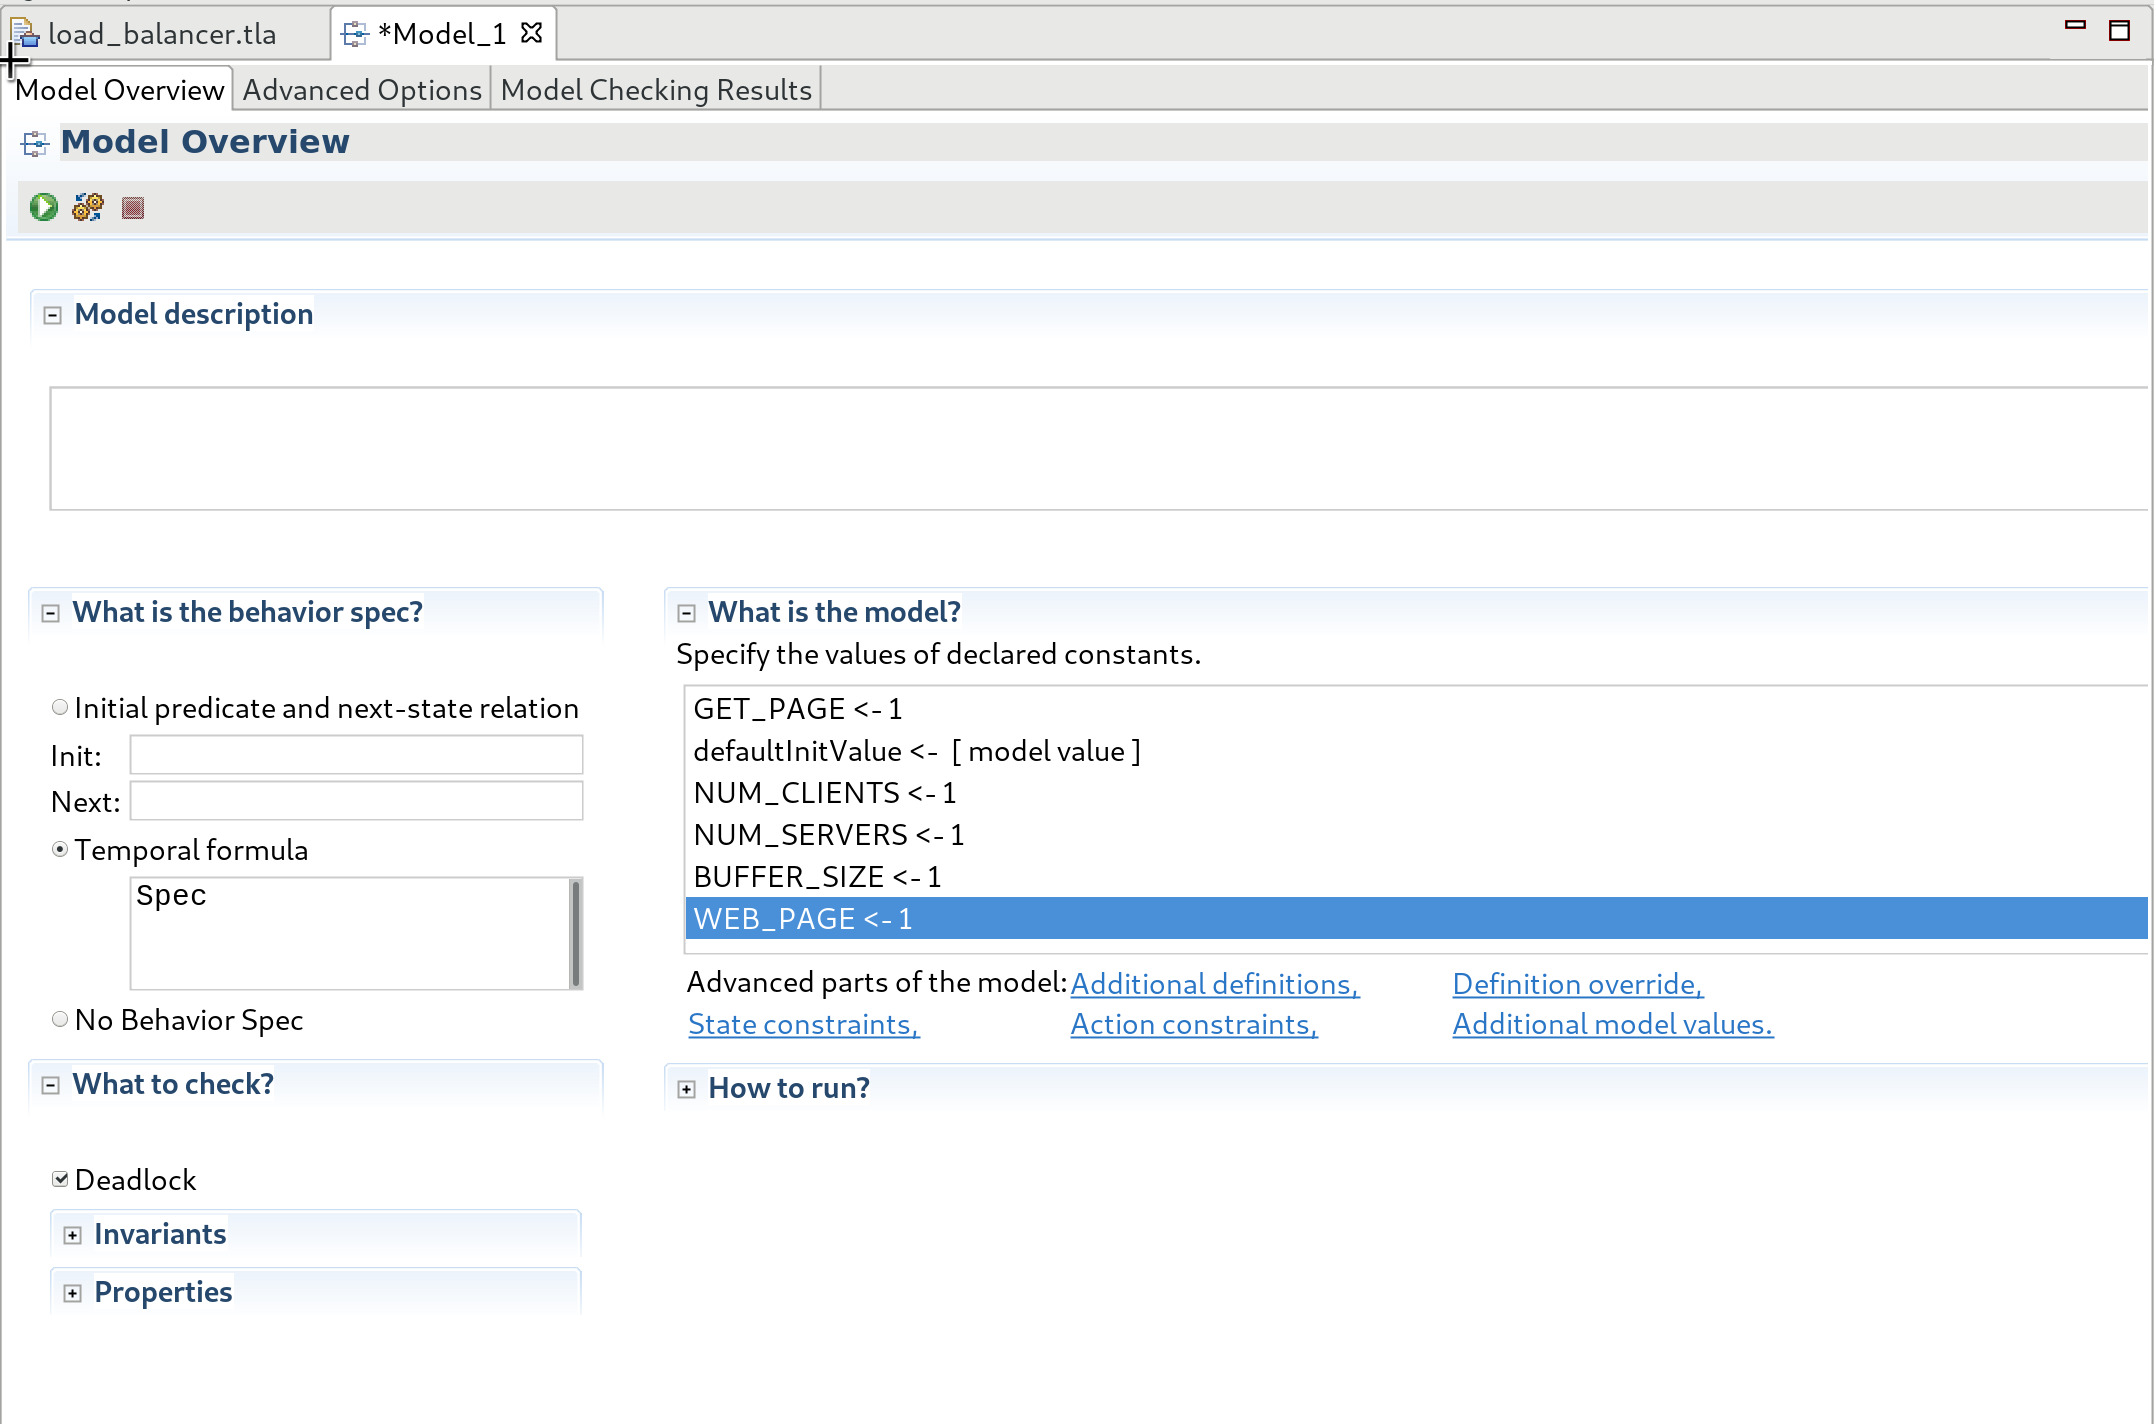 load_balancer.tla *Model_1
Model Overview Advanced Options Model Checking Results
Model Overview
Model description
What is the behavior spec?
Initial predicate and next-state relation
Init:
Next:
Temporal formula
Spec
No Behavior Spec
What to check?
Deadlock
Invariants
Properties
What is the model?
Specify the values of declared constants.
GET_PAGE <- 1
defaultInitValue <- [ model value ]
NUM_CLIENTS <- 1
NUM_SERVERS <- 1
BUFFER_SIZE <- 1
WEB_PAGE <- 1
Advanced parts of the model: Additional definitions, Definition override,
State constraints, Action constraints, Additional model values.
How to run?